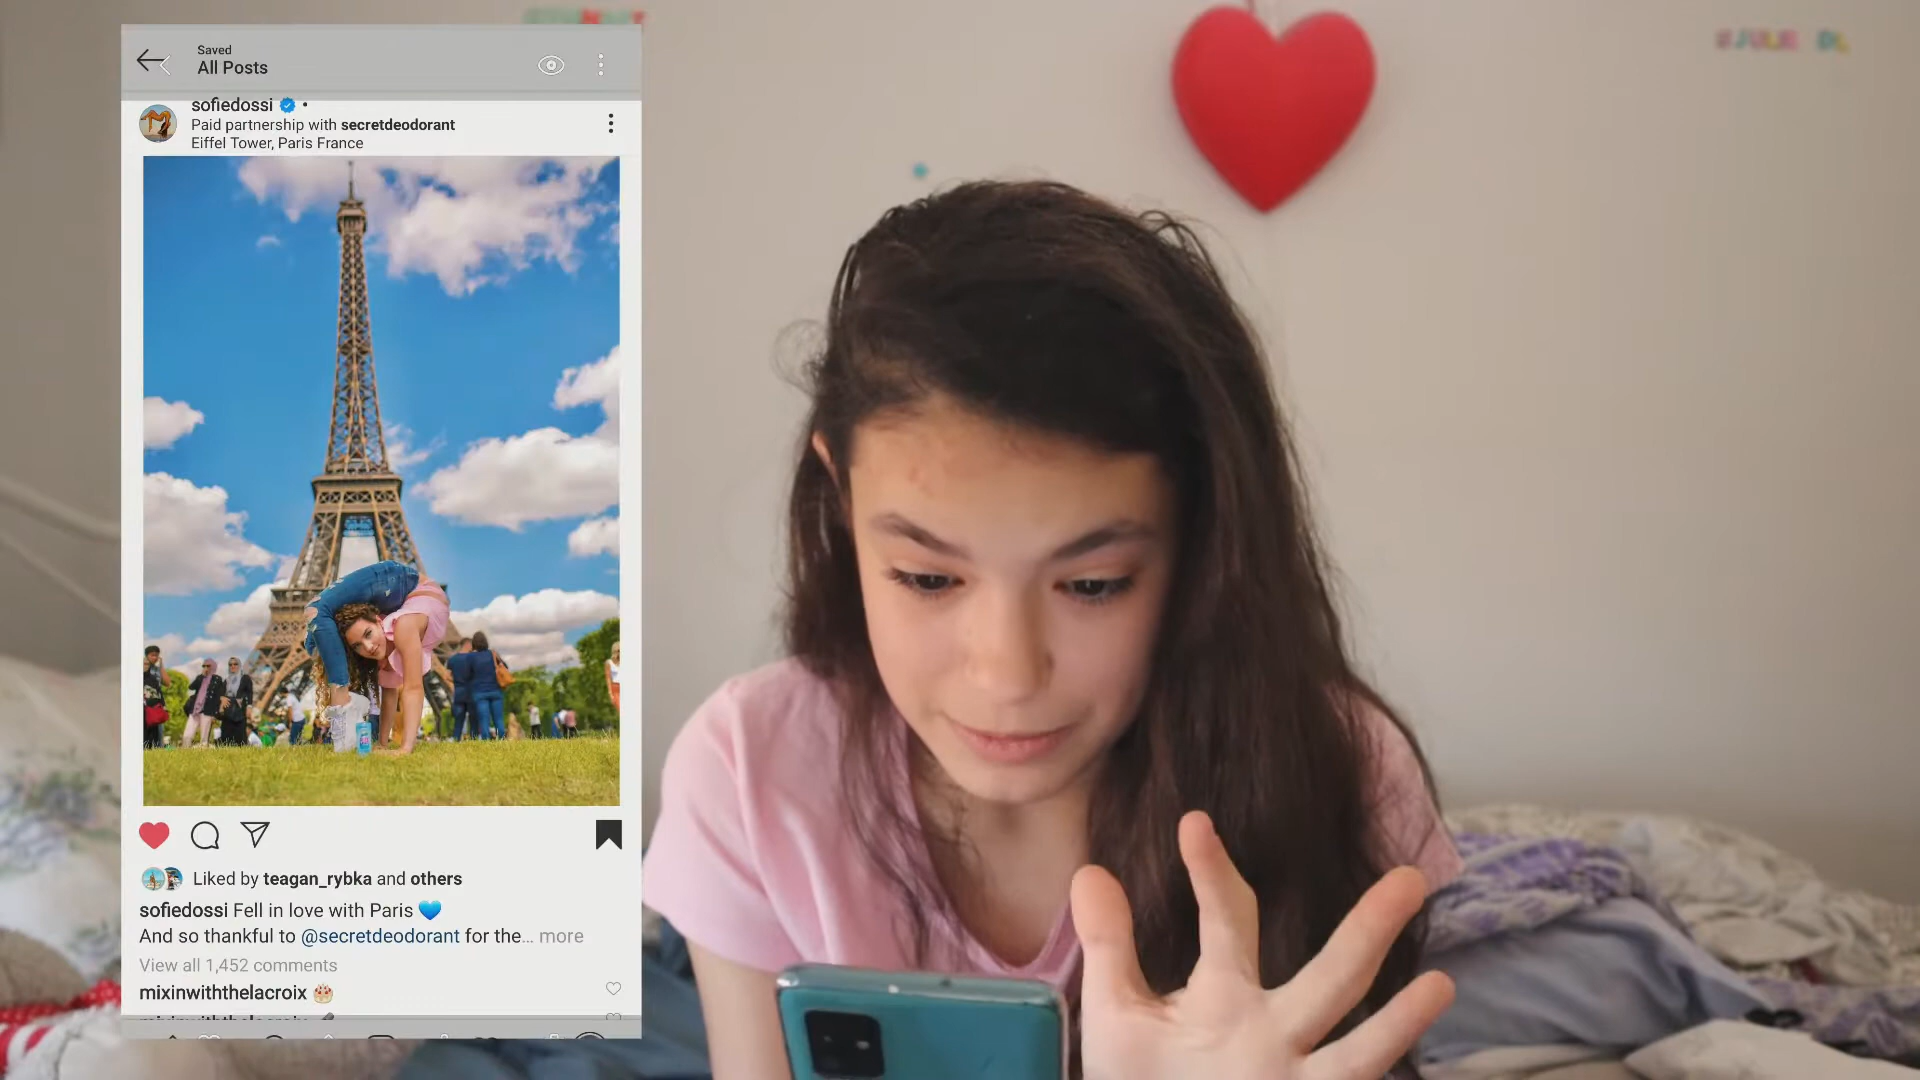 Saved
All Posts
sofiedossi •
Paid partnership with secretdeodorant
Eiffel Tower, Paris France
Liked by teagan_rybka and others
sofiedossi Fell in love with Paris 💙
And so thankful to @secretdeodorant for the... more
View all 1,452 comments
mixinwiththelacroix 🎂